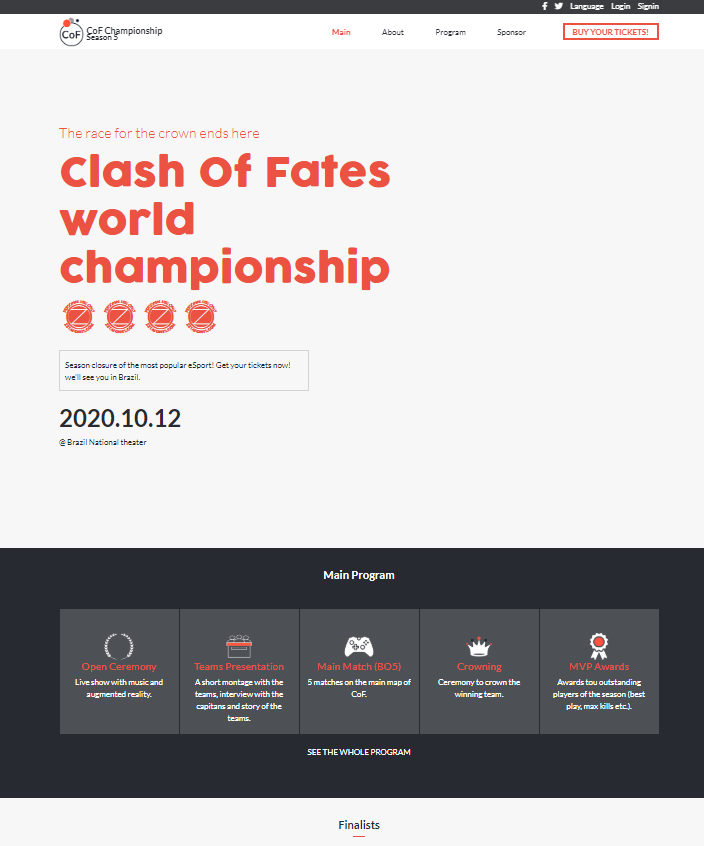 Language Login Signin
CoF
CoF Championship
Season 5
Main About Program Sponsor BUY YOUR TICKETS!
The race for the crown ends here
Clash Of Fates
world
championship
Season closure of the most popular eSport! Get your tickets now!
we'll see you in Brazil.
2020.10.12
@ Brazil National theater
Main Program
Open Ceremony
Live show with music and
augmented reality.
Teams Presentation
A short montage with the
teams, interview with the
capitans and story of the
teams.
Main Match (BO5)
5 matches on the main map of
CoF.
Crowning
Ceremony to crown the
winning team.
MVP Awards
Awards tou outstanding
players of the season (best
play, max kills etc.).
SEE THE WHOLE PROGRAM
Finalists